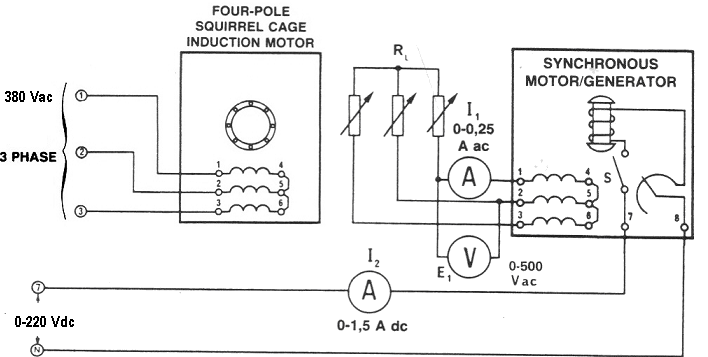 FOUR-POLE
SQUIRREL CAGE
INDUCTION MOTOR
380 Vac
3 PHASE
1
2
3
1 4
2 5
3 6
R L
I1
0-0,25
A ac
A
V
E1
0-500
Vac
SYNCHRONOUS
MOTOR/GENERATOR
S
1 4
2 5
3 6
7 8
I2
A
0-1,5 A dc
7
0-220 Vdc
N